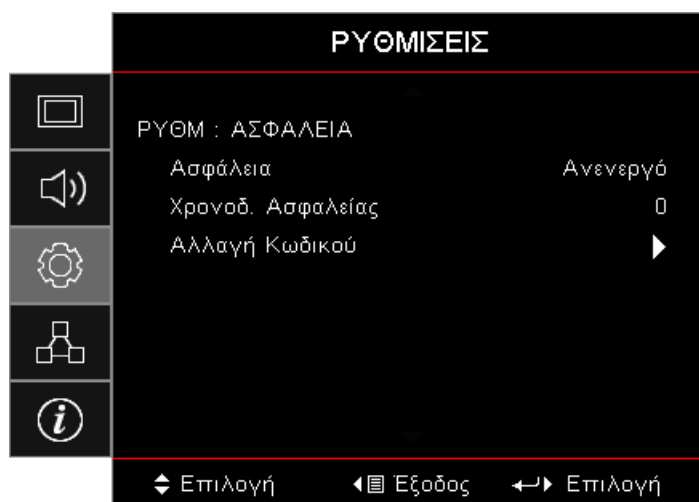 ΡΥΘΜΙΣΕΙΣ
ΡΥΘΜ : ΑΣΦΑΛΕΙΑ
Ασφάλεια Ανενεργό
Χρονοδ. Ασφαλείας 0
Αλλαγή Κωδικού
Επιλογή Έξοδος Επιλογή